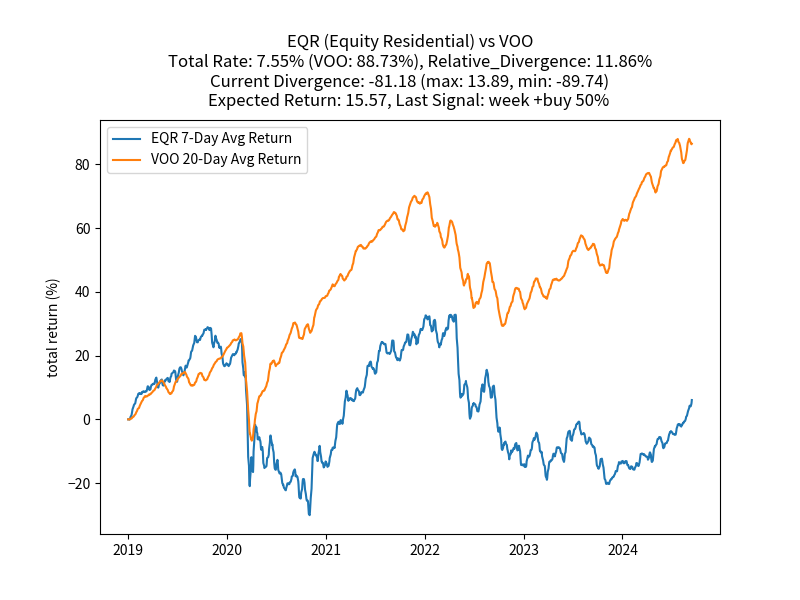 EQR (Equity Residential) vs VOO
Total Rate: 7.55% (VOO: 88.73%), Relative_Divergence: 11.86%
Current Divergence: -81.18 (max: 13.89, min: -89.74)
Expected Return: 15.57, Last Signal: week +buy 50%
EQR 7-Day Avg Return
VOO 20-Day Avg Return
total return (%)
80
60
40
20
0
−20
2019 2020 2021 2022 2023 2024